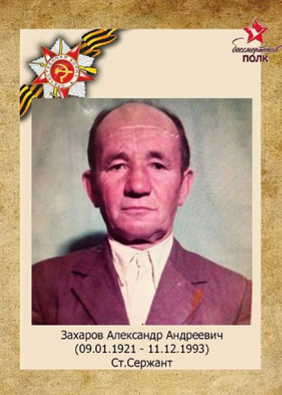 бессмертный
ПОЛК
Захаров Александр Андреевич
(09.01.1921 - 11.12.1993)
Ст.Сержант